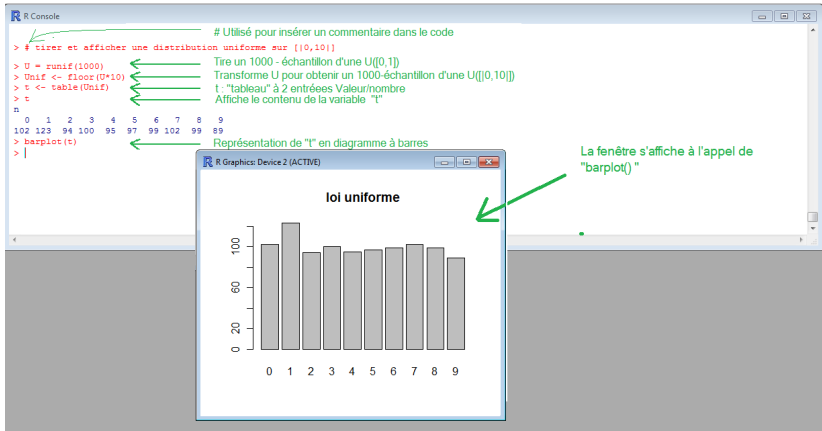 R Console
# Utilisé pour insérer un commentaire dans le code
> # tirer et afficher une distribution uniforme sur [|0,10|]
> U = runif(1000)
Tire un 1000 - échantillon d'une U([0,1])
> Unif <- floor(U*10)
Transforme U pour obtenir un 1000-échantillon d'une U([|0,10|])
> t <- table(Unif)
t : "tableau" à 2 entréees Valeur/nombre
> t
Affiche le contenu de la variable "t"
n
0 1 2 3 4 5 6 7 8 9
102 123 94 100 95 97 99 102 99 89
> barplot(t)
Représentation de "t" en diagramme à barres
>
R Graphics: Device 2 (ACTIVE)
La fenêtre s'affiche à l'appel de
"barplot() "
loi uniforme
100
80
60
20
0
0 1 2 3 4 5 6 7 8 9